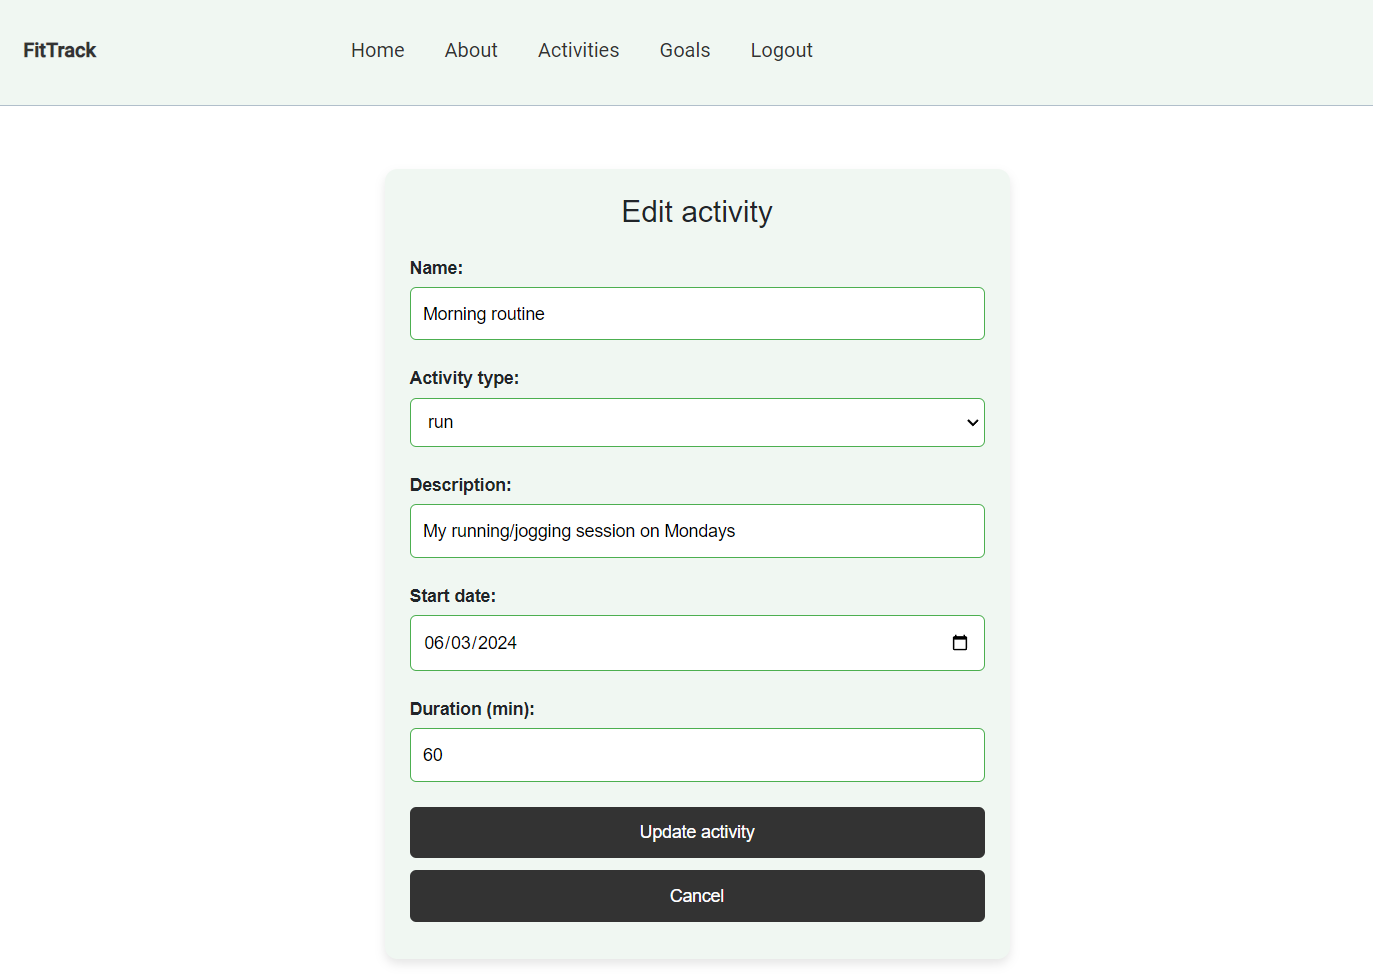 FitTrack Home About Activities Goals Logout
Edit activity
Name:
Morning routine
Activity type:
run
Description:
My running/jogging session on Mondays
Start date:
06/03/2024
Duration (min):
60
Update activity
Cancel